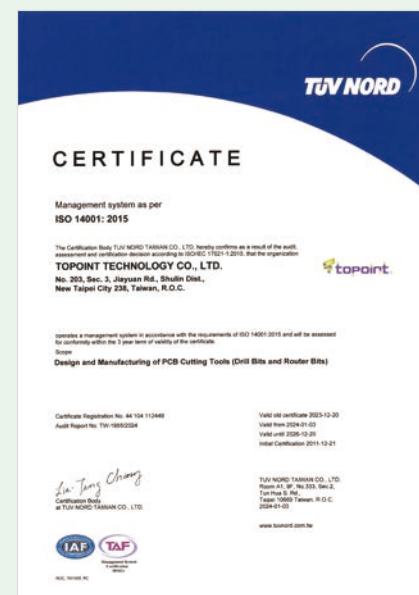 TÜV NORD
CERTIFICATE
Management system as per
ISO 14001: 2015
The Certification Body TUV NORD TAIWAN CO., LTD. hereby confirms as a result of the audit,
assessment and certification decision according to ISO/IEC 17021-1:2015, that the organization
TOPOINT TECHNOLOGY CO., LTD.
No. 203, Sec. 3, Jiayuan Rd., Shulin Dist.,
New Taipei City 238, Taiwan, R.O.C.
topoint
operates a management system in accordance with the requirements of ISO 14001:2015 and will be assessed
for conformity within the 3 year term of validity of the certificate.
Scope
Design and Manufacturing of PCB Cutting Tools (Drill Bits and Router Bits)
Certificate Registration No. 44 104 112449
Audit Report No. TW-1955/2024
Valid old certificate 2023-12-20
Valid from 2024-01-03
Valid until 2026-12-20
Initial Certification 2011-12-21
Certification Body
at TUV NORD TAIWAN CO., LTD.
TUV NORD TAIWAN CO., LTD.
Room A1, 9F, No.333, Sec.2,
Tun Hua S. Rd.,
Taipei 10669 Taiwan, R.O.C.
2024-01-03
www.tuvnord.com.tw
IAF
TAF
Management System
Certification